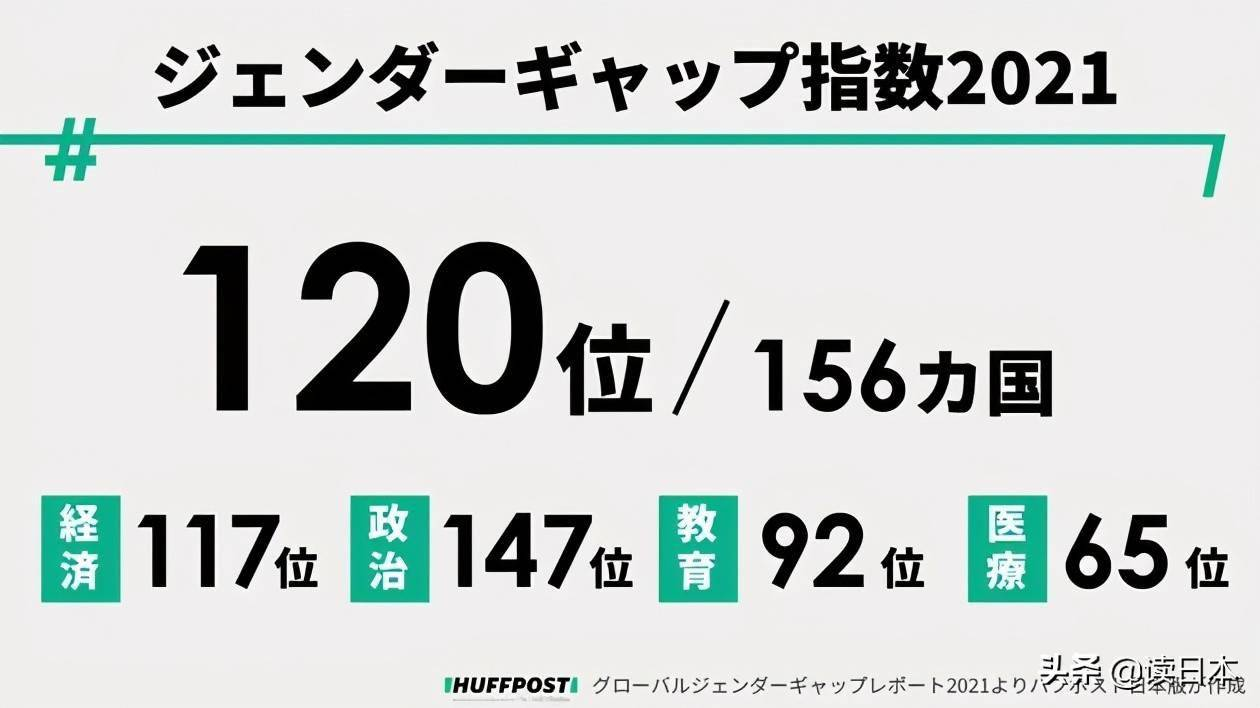 ジェンダーギャップ指数2021
#
120位/156カ国
経済 117位 政治 147位 教育 92位 医療 65位
HUFFPOST グローバルジェンダーギャップレポート2021よりハフポスト日本版が作成
头条 @读日本